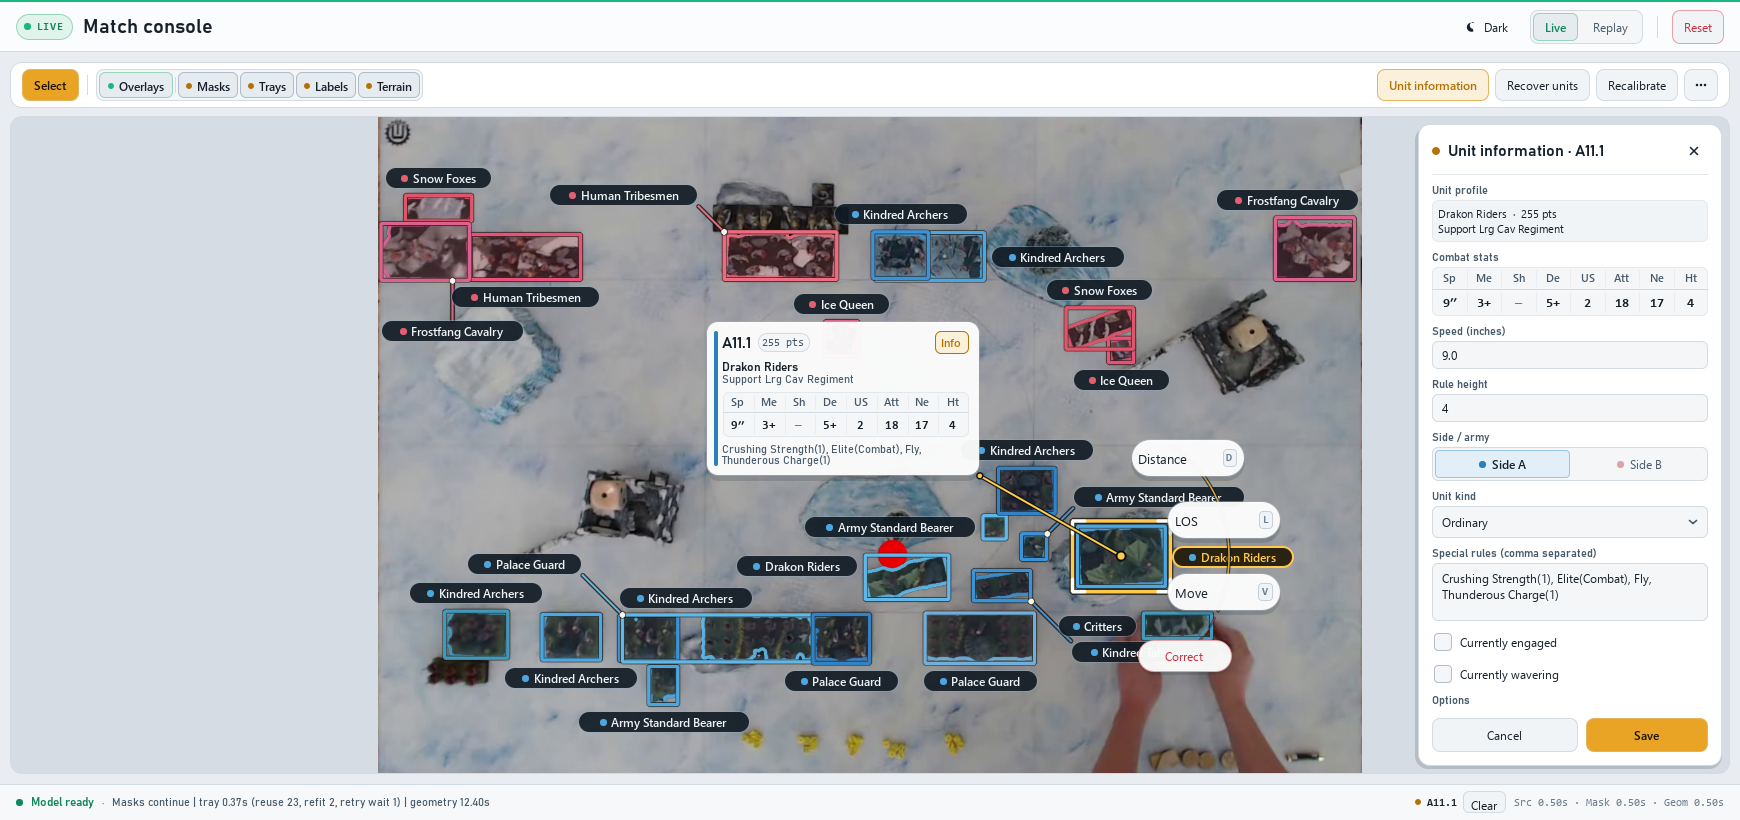 LIVE
Match console
Dark
Live
Replay
Reset
Select
Overlays
Masks
Trays
Labels
Terrain
Unit information
Recover units
Recalibrate
Snow Foxes
Human Tribesmen
Kindred Archers
Frostfang Cavalry
Kindred Archers
Human Tribesmen
Snow Foxes
Ice Queen
Frostfang Cavalry
Ice Queen
A11.1
255 pts
Info
Drakon Riders
Support Lrg Cav Regiment
Sp Me Sh De US Att Ne Ht
9″ 3+ – 5+ 2 18 17 4
Crushing Strength(1), Elite(Combat), Fly,
Thunderous Charge(1)
Kindred Archers
Distance D
Army Standard Bearer
LOS L
Army Standard Bearer
Drakon Riders
Palace Guard
Drakon Riders
Move V
Kindred Archers
Kindred Archers
Critters
Kindre
Correct
Kindred Archers
Palace Guard
Palace Guard
Army Standard Bearer
Unit information · A11.1
Unit profile
Drakon Riders · 255 pts
Support Lrg Cav Regiment
Combat stats
Sp Me Sh De US Att Ne Ht
9″ 3+ – 5+ 2 18 17 4
Speed (inches)
9.0
Rule height
4
Side / army
Side A
Side B
Unit kind
Ordinary
Special rules (comma separated)
Crushing Strength(1), Elite(Combat), Fly,
Thunderous Charge(1)
Currently engaged
Currently wavering
Options
Cancel
Save
Model ready · Masks continue | tray 0.37s (reuse 23, refit 2, retry wait 1) | geometry 12.40s
A11.1
Clear
Src 0.50s · Mask 0.50s · Geom 0.50s